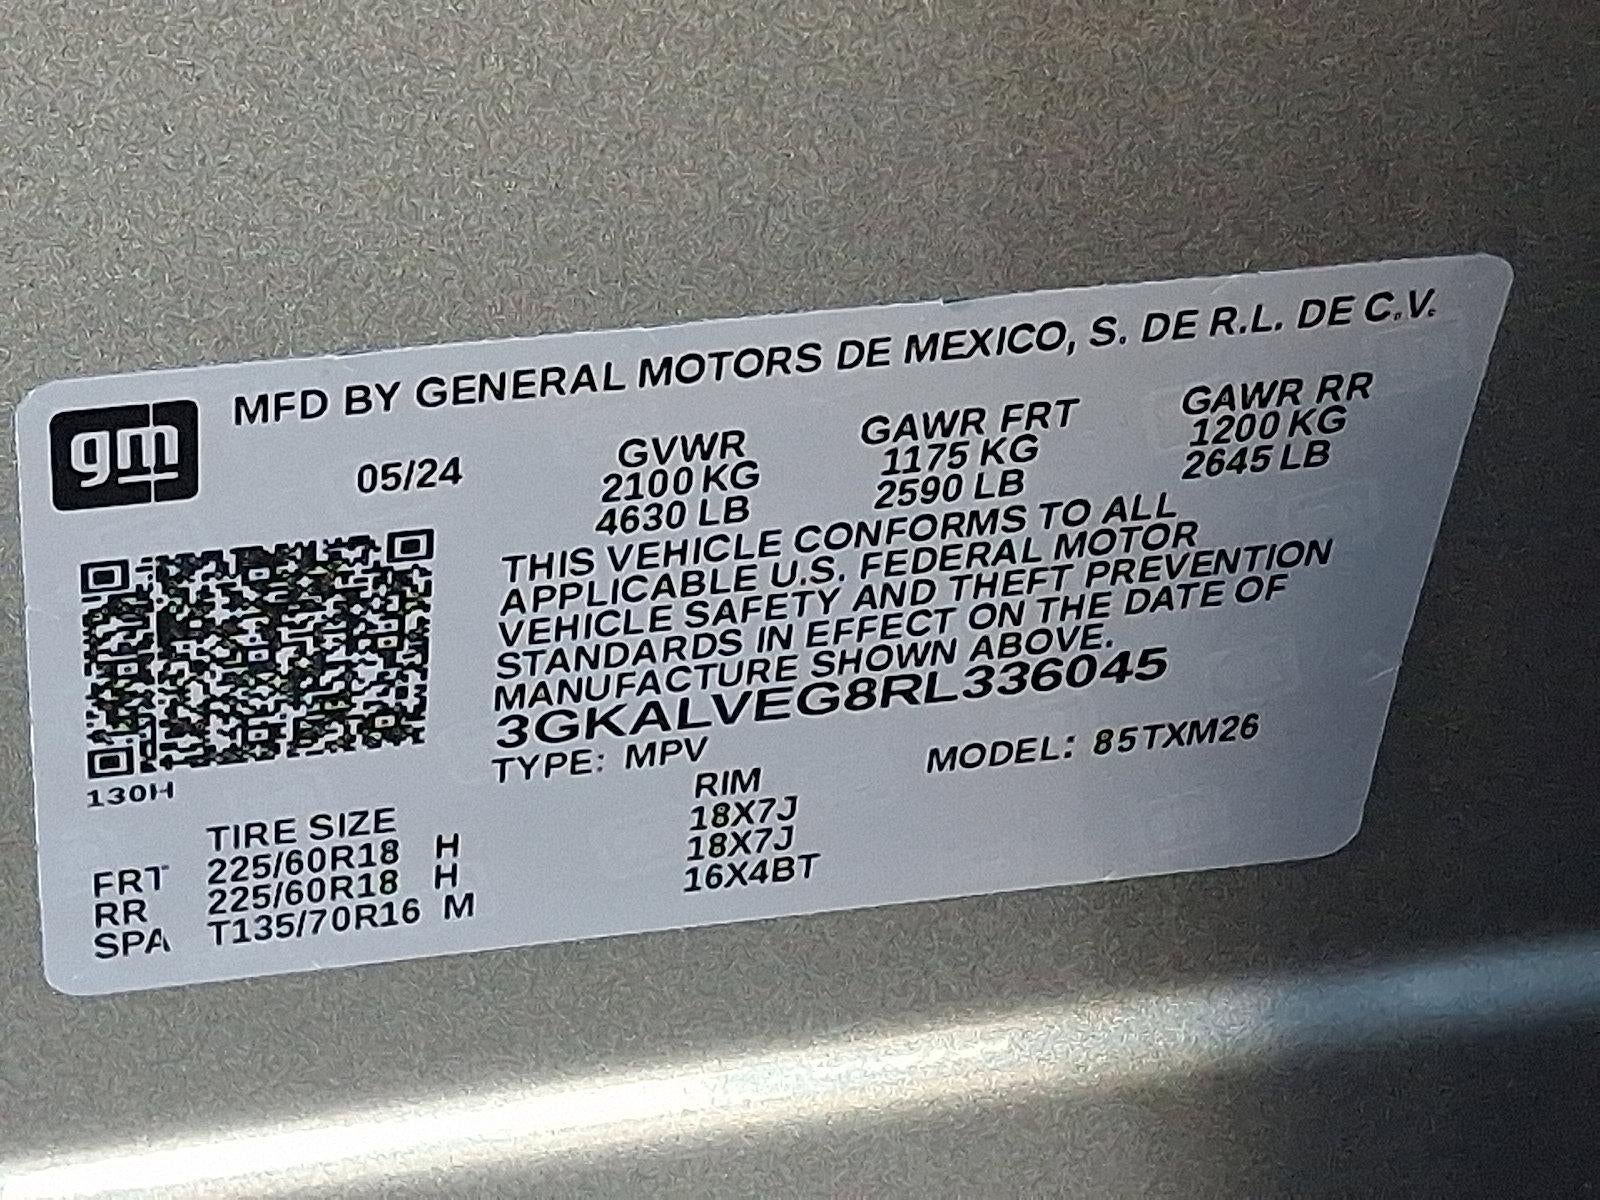 gm
MFD BY GENERAL MOTORS DE MEXICO, S. DE R.L. DE C.V.
05/24
GVWR
2100 KG
4630 LB
GAWR FRT
1175 KG
2590 LB
GAWR RR
1200 KG
2645 LB
THIS VEHICLE CONFORMS TO ALL
APPLICABLE U.S. FEDERAL MOTOR
VEHICLE SAFETY AND THEFT PREVENTION
STANDARDS IN EFFECT ON THE DATE OF
MANUFACTURE SHOWN ABOVE.
3GKALVEG8RL336045
TYPE: MPV MODEL: 85TXM26
130H
TIRE SIZE RIM
FRT 225/60R18 H 18X7J
RR 225/60R18 H 18X7J
SPA T135/70R16 M 16X4BT